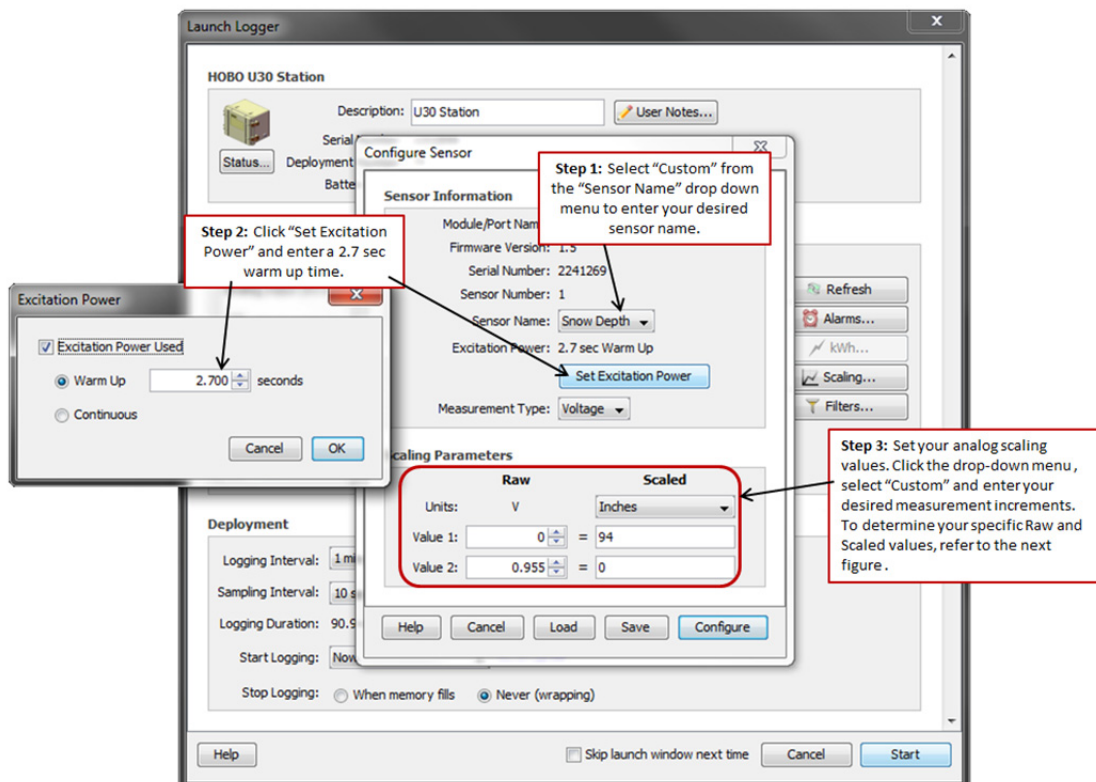 Launch Logger
HOBO U30 Station
Description: U30 Station
User Notes...
Status...
Deployment
Configure Sensor
Step 1: Select “Custom” from
the “Sensor Name” drop down
menu to enter your desired
sensor name.
Sensor Information
Step 2: Click “Set Excitation
Power” and enter a 2.7 sec
warm up time.
Firmware Version: 1.5
Serial Number: 2241269
Sensor Number: 1
Sensor Name: Snow Depth
Excitation Power: 2.7 sec Warm Up
Set Excitation Power
Measurement Type: Voltage
Refresh
Alarms...
kWh...
Scaling...
Filters...
Excitation Power
Excitation Power Used
Warm Up 2.700 seconds
Continuous
Cancel OK
Scaling Parameters
Raw Scaled
Units: V Inches
Value 1: 0 = 94
Value 2: 0.955 = 0
Help Cancel Load Save Configure
Step 3: Set your analog scaling
values. Click the drop-down menu,
select “Custom” and enter your
desired measurement increments.
To determine your specific Raw and
Scaled values, refer to the next
figure.
Deployment
Logging Interval: 1
Sampling Interval: 10
Logging Duration:
Start Logging: Now
Stop Logging: When memory fills Never (wrapping)
Help
Skip launch window next time Cancel Start